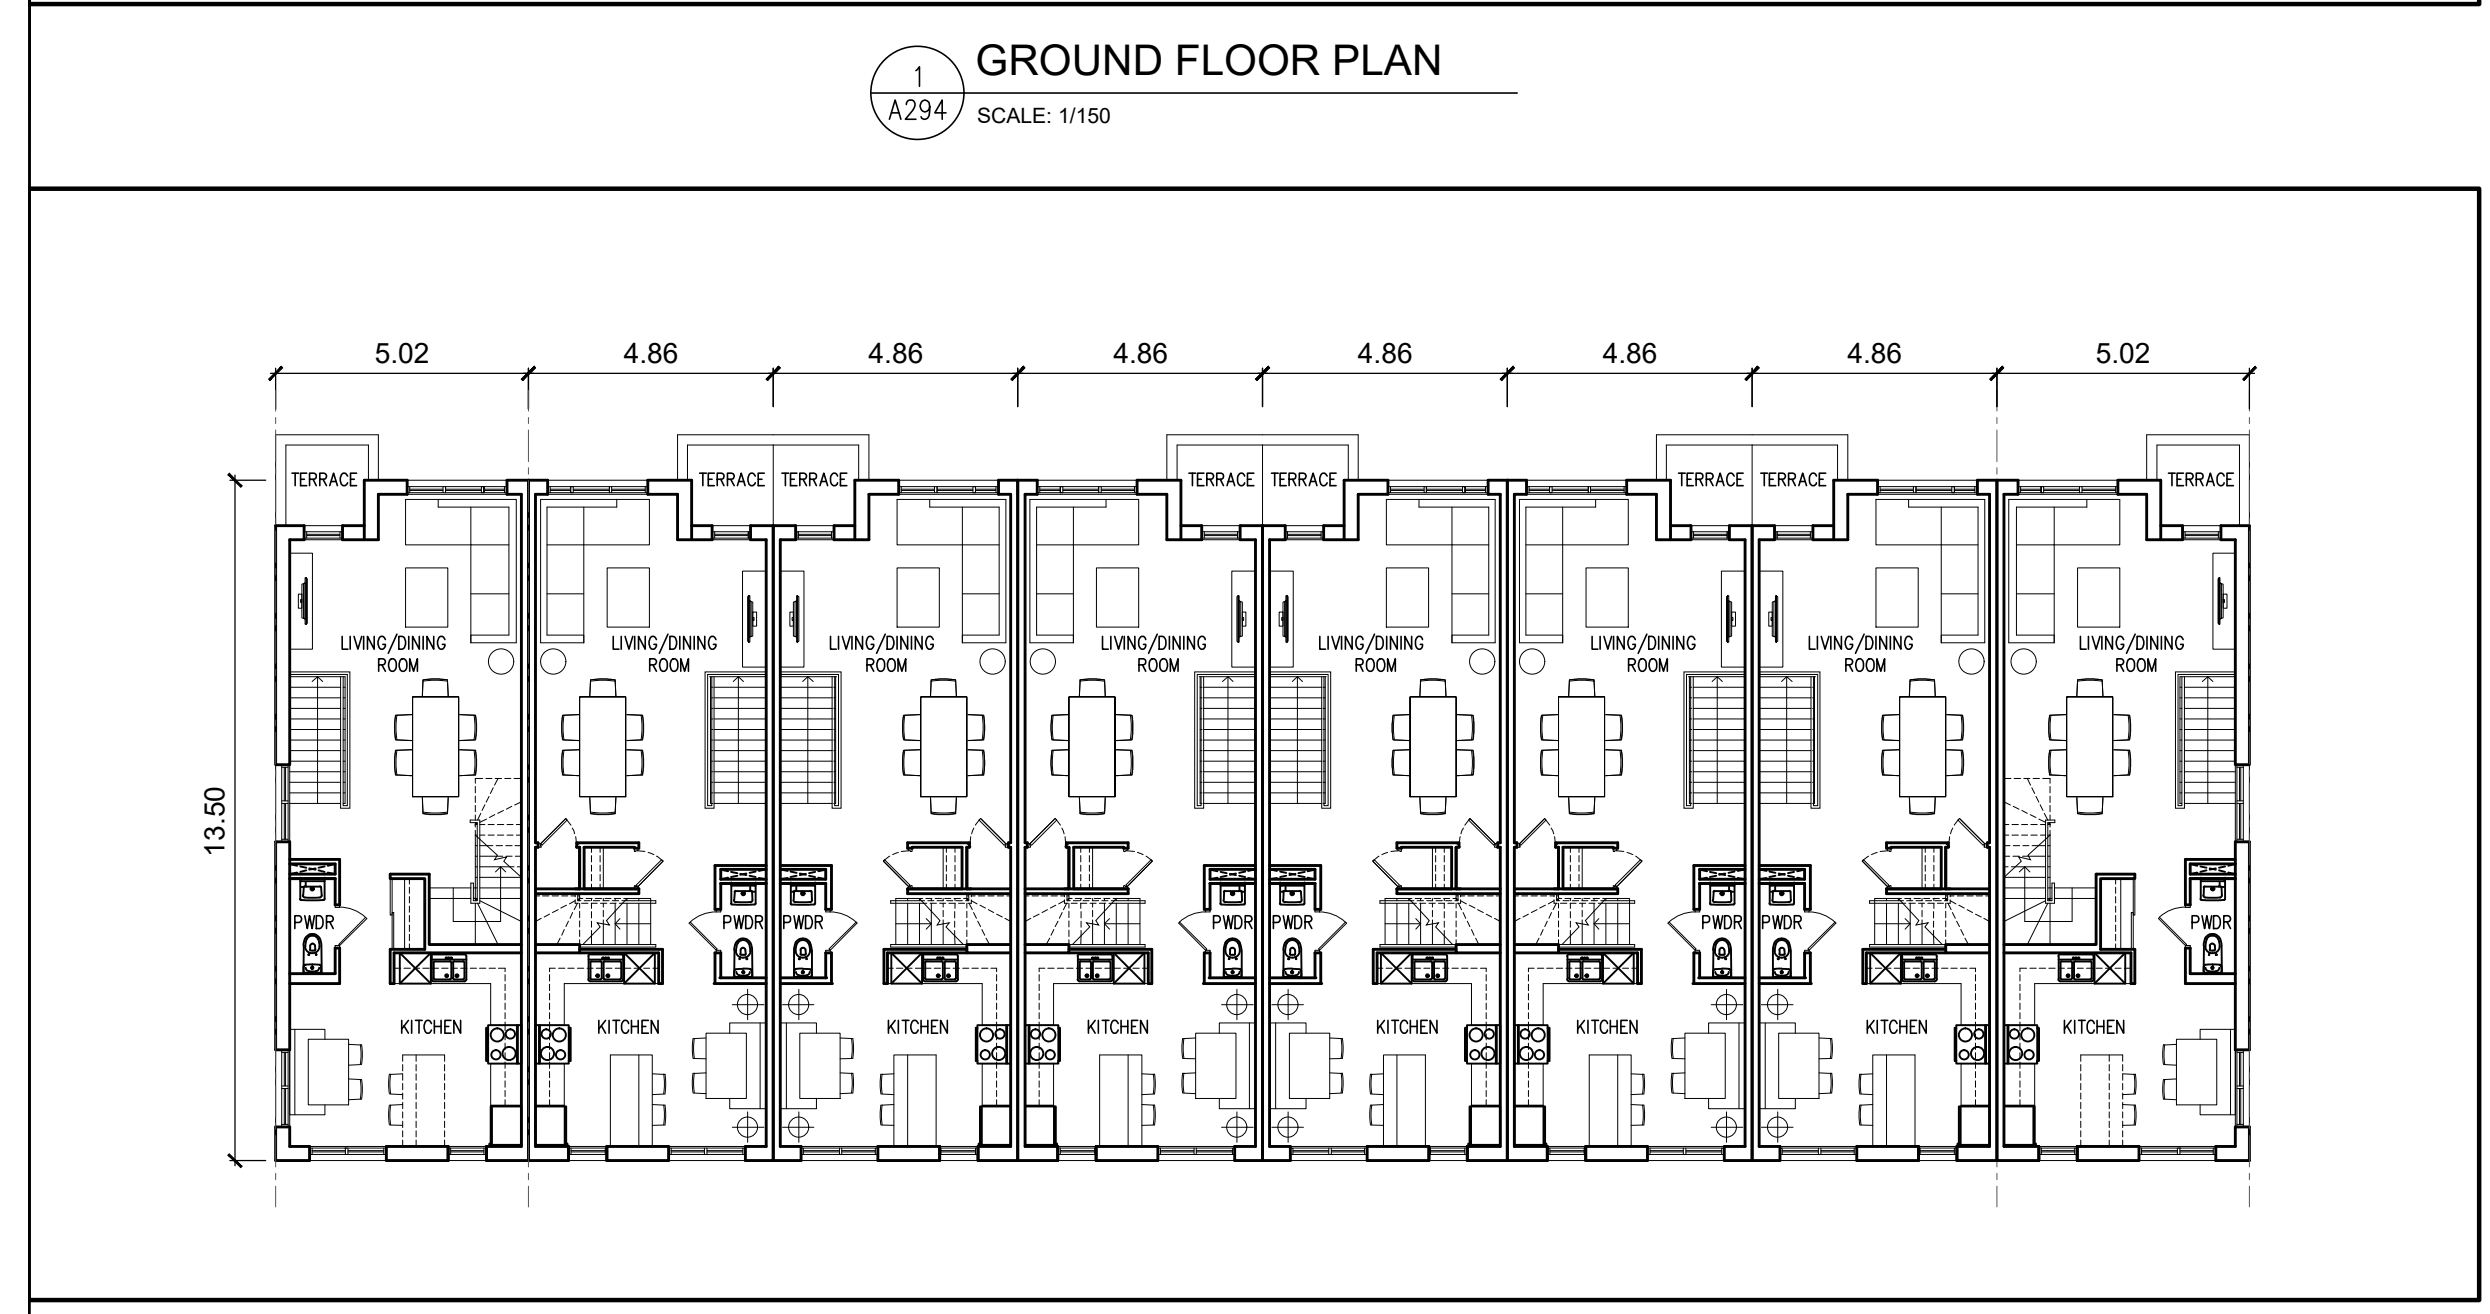 1
A294
GROUND FLOOR PLAN
SCALE: 1/150
5.02
4.86
4.86
4.86
4.86
4.86
4.86
5.02
13.50
TERRACE
TERRACE
TERRACE
TERRACE
TERRACE
TERRACE
TERRACE
TERRACE
LIVING/DINING
ROOM
LIVING/DINING
ROOM
LIVING/DINING
ROOM
LIVING/DINING
ROOM
LIVING/DINING
ROOM
LIVING/DINING
ROOM
LIVING/DINING
ROOM
LIVING/DINING
ROOM
PWDR
PWDR
PWDR
PWDR
PWDR
PWDR
PWDR
PWDR
KITCHEN
KITCHEN
KITCHEN
KITCHEN
KITCHEN
KITCHEN
KITCHEN
KITCHEN